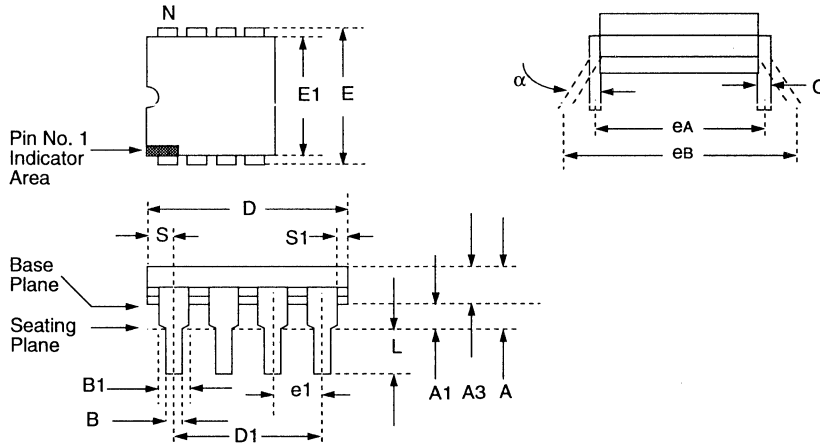 N
E1
E
Pin No. 1
Indicator
Area
α
C
eA
eB
D
S
S1
Base
Plane
Seating
Plane
L
A1
A3
A
B1
e1
B
D1